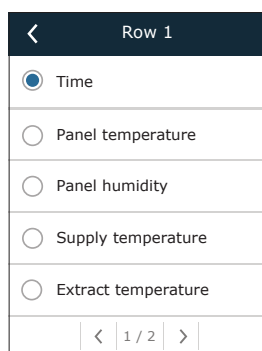 Row 1
Time
Panel temperature
Panel humidity
Supply temperature
Extract temperature
1 / 2